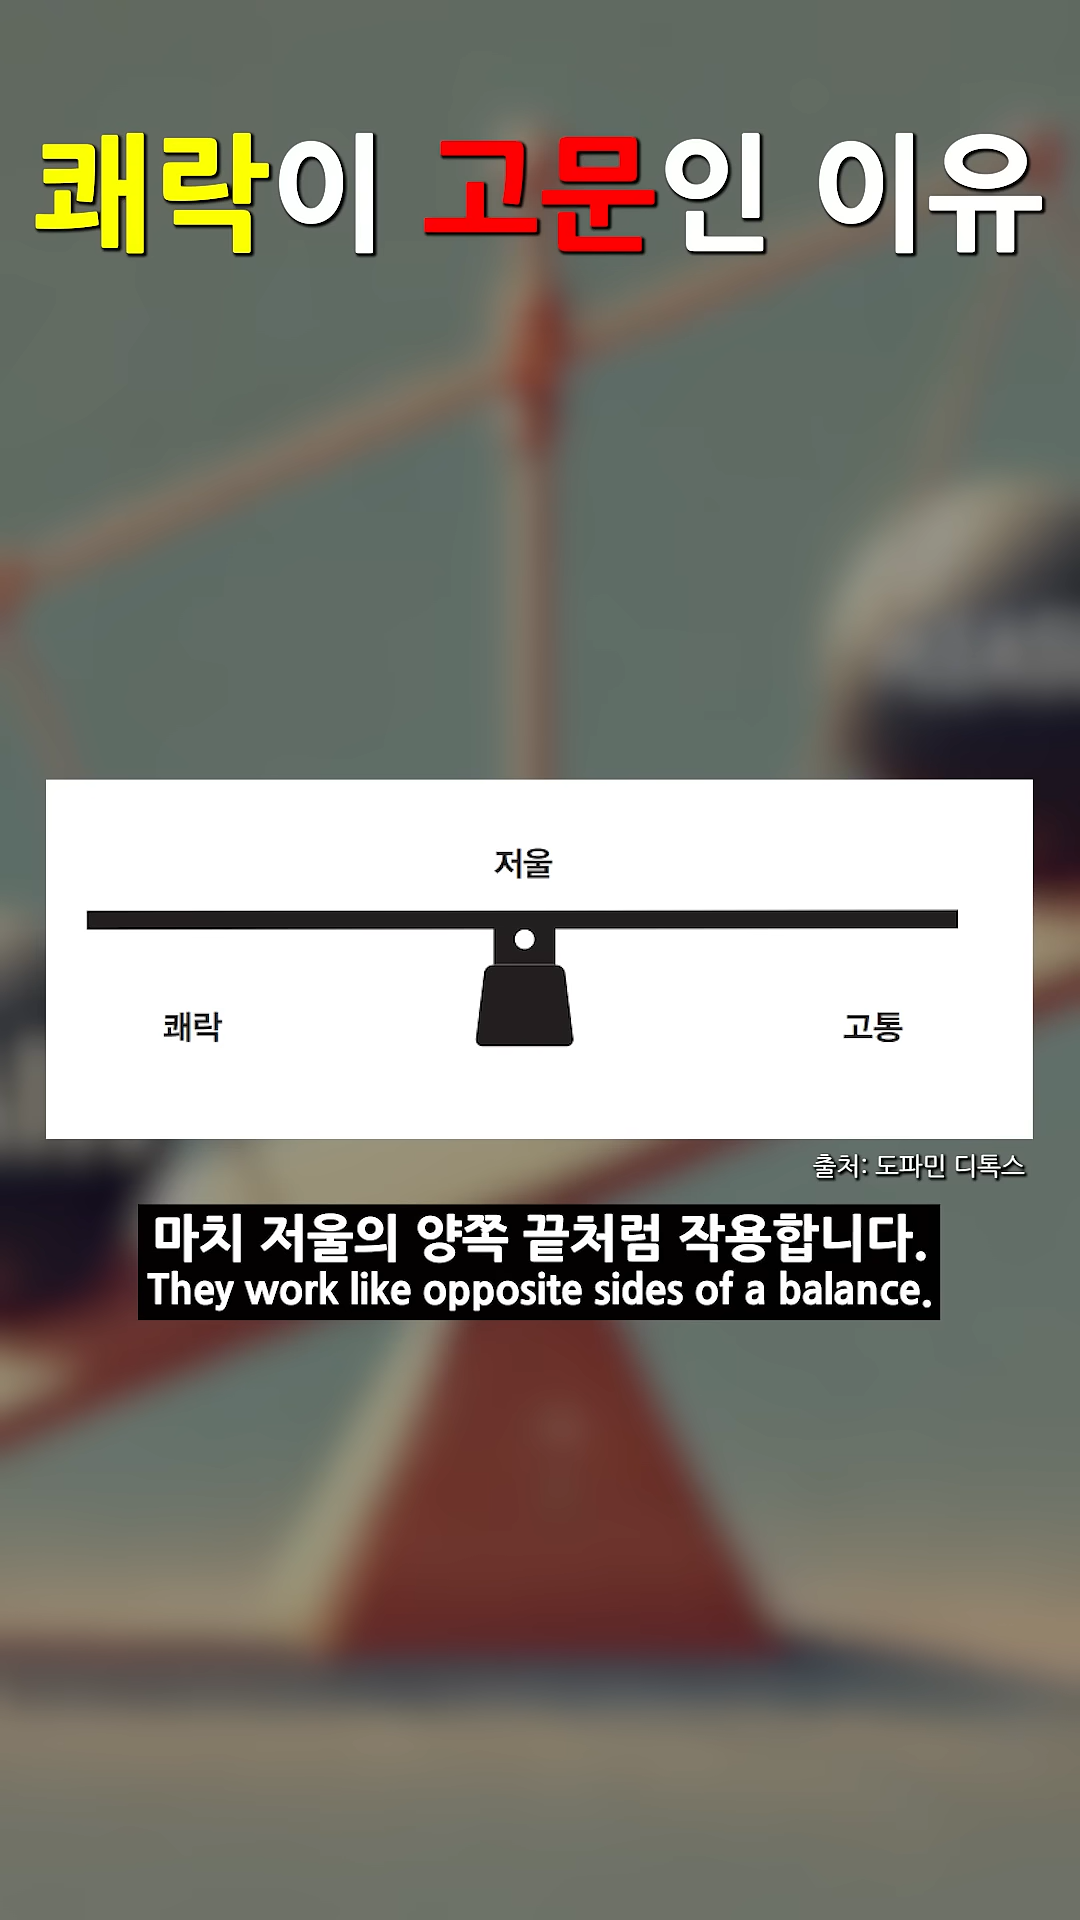 쾌락이 고문인 이유
저울
쾌락
고통
출처: 도파민 디톡스
마치 저울의 양쪽 끝처럼 작용합니다.
They work like opposite sides of a balance.